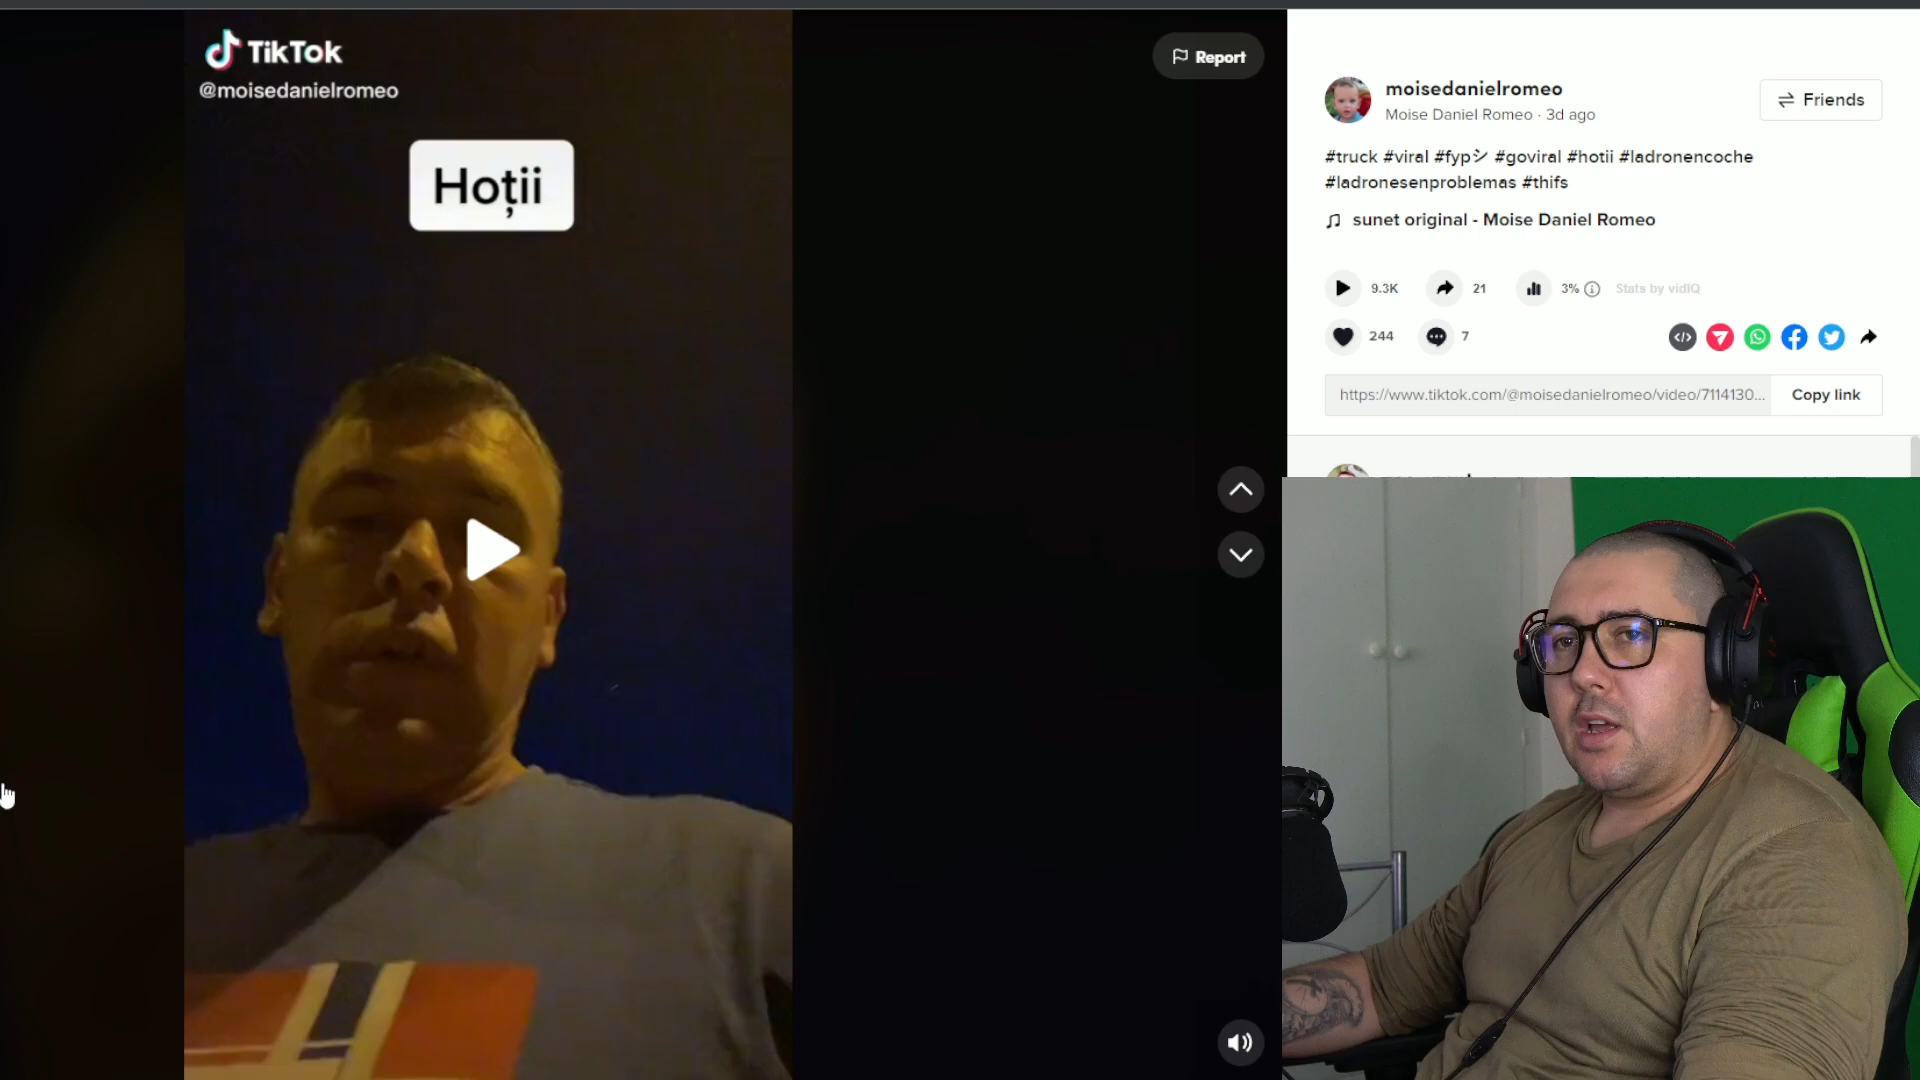 TikTok
@moisedanielromeo
Hoții
Report
moisedanielromeo
Moise Daniel Romeo · 3d ago
Friends
#truck #viral #fypシ #goviral #hotii #ladronencoche
#ladronesenproblemas #thifs
sunet original - Moise Daniel Romeo
9.3K
21
3%
Stats by vidIQ
244
7
https://www.tiktok.com/@moisedanielromeo/video/7114130...
Copy link